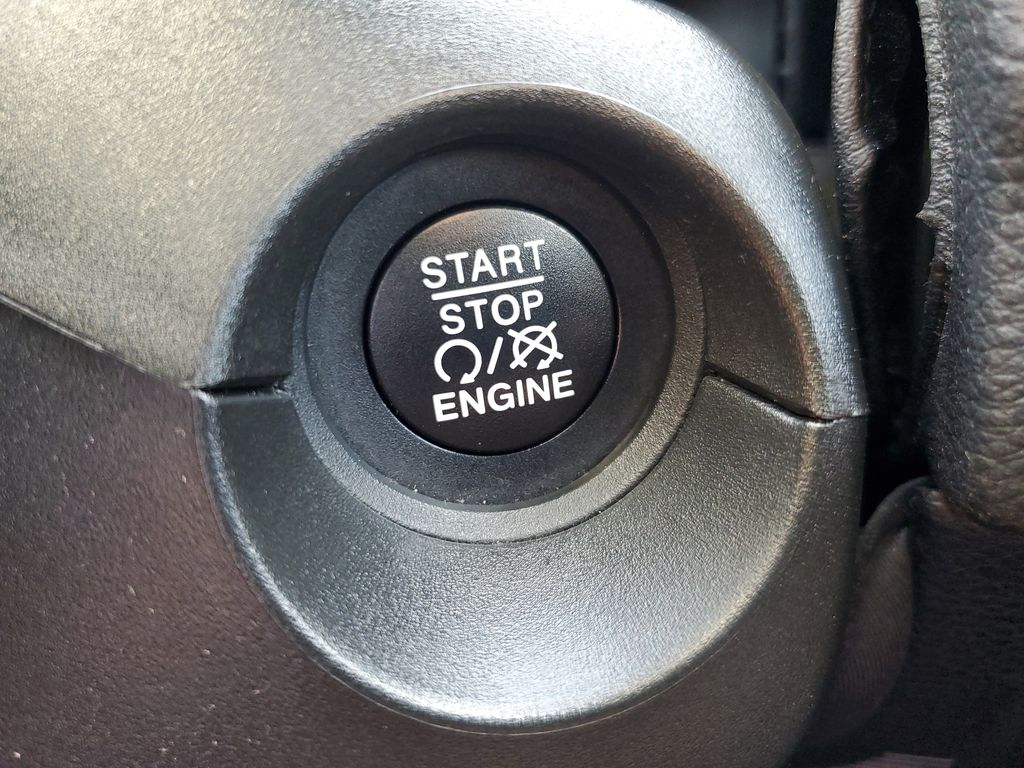 START
STOP
/
ENGINE